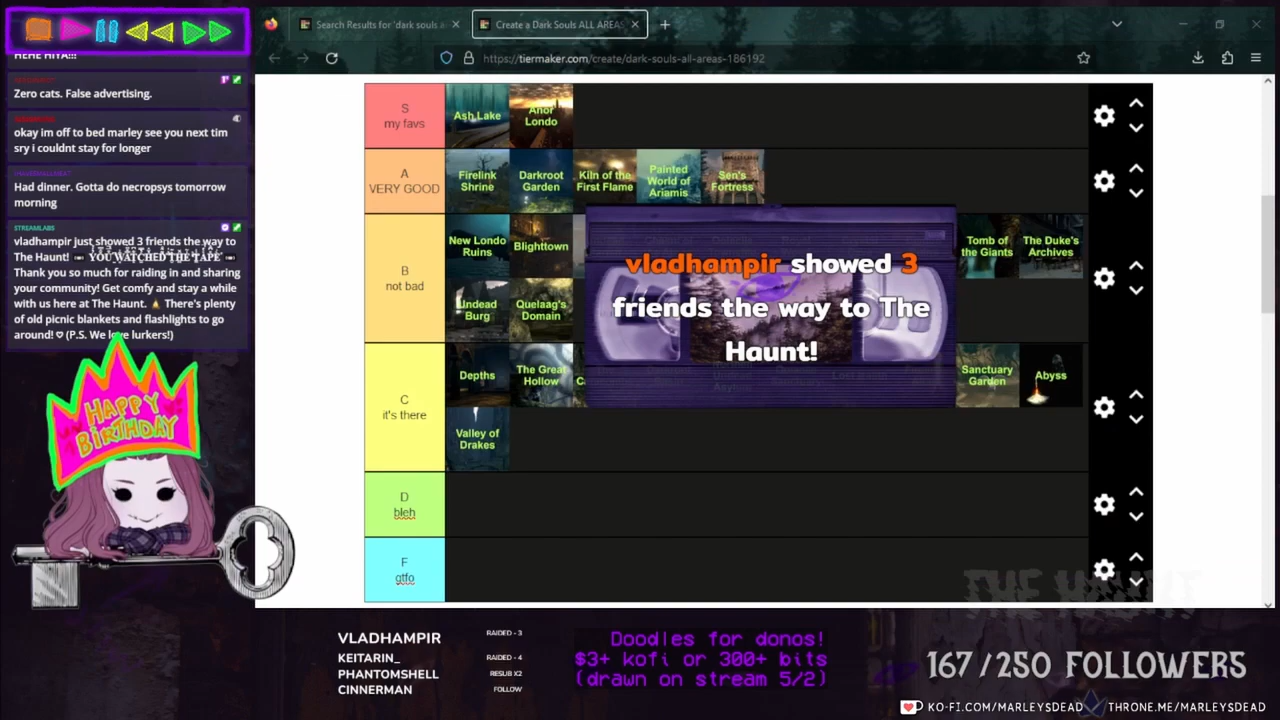 Search Results for 'dark souls a
Create a Dark Souls ALL AREAS
https://tiermaker.com/create/dark-souls-all-areas-186192
HEHE HIYA!!!
Zero cats. False advertising.
okay im off to bed marley see you next tim
sry i couldnt stay for longer
Had dinner. Gotta do necropsys tomorrow
morning
STREAMLABS
vladhampir just showed 3 friends the way to
The Haunt! YOU WATCHED THE TAPE
Thank you so much for raiding in and sharing
your community! Get comfy and stay a while
with us here at The Haunt. There's plenty
of old picnic blankets and flashlights to go
around! (P.S. We love lurkers!)
HAPPY
BiRTHDAY
S
my favs
Ash Lake
Anor
Londo
A
VERY GOOD
Firelink
Shrine
Darkroot
Garden
Kiln of the
First Flame
Painted
World of
Ariamis
Sen's
Fortress
B
not bad
New Londo
Ruins
Blighttown
Tomb of
the Giants
The Duke's
Archives
Undead
Burg
Quelaag's
Domain
vladhampir showed 3
friends the way to The
Haunt!
C
it's there
Depths
The Great
Hollow
Sanctuary
Garden
Abyss
Valley of
Drakes
D
bleh
F
gtfo
THE HAUNT
VLADHAMPIR RAIDED - 3
KEITARIN_ RAIDED - 4
PHANTOMSHELL RESUB X2
CINNERMAN FOLLOW
Doodles for donos!
$3+ kofi or 300+ bits
(drawn on stream 5/2)
167/250 FOLLOWERS
KO-FI.COM/MARLEYSDEAD THRONE.ME/MARLEYSDEAD